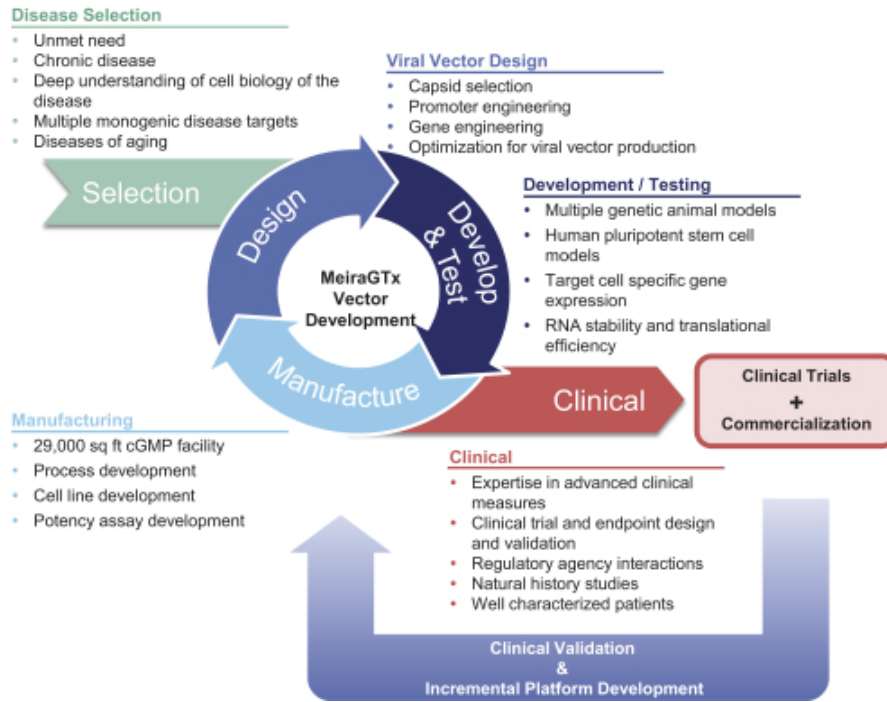 Disease Selection
• Unmet need
• Chronic disease
• Deep understanding of cell biology of the
disease
• Multiple monogenic disease targets
• Diseases of aging
Selection
Viral Vector Design
• Capsid selection
• Promoter engineering
• Gene engineering
• Optimization for viral vector production
Design
Develop
& Test
MeiraGTx
Vector
Development
Manufacture
Development / Testing
• Multiple genetic animal models
• Human pluripotent stem cell
models
• Target cell specific gene
expression
• RNA stability and translational
efficiency
Clinical
Clinical Trials
+
Commercialization
Manufacturing
• 29,000 sq ft cGMP facility
• Process development
• Cell line development
• Potency assay development
Clinical
• Expertise in advanced clinical
measures
• Clinical trial and endpoint design
and validation
• Regulatory agency interactions
• Natural history studies
• Well characterized patients
Clinical Validation
&
Incremental Platform Development